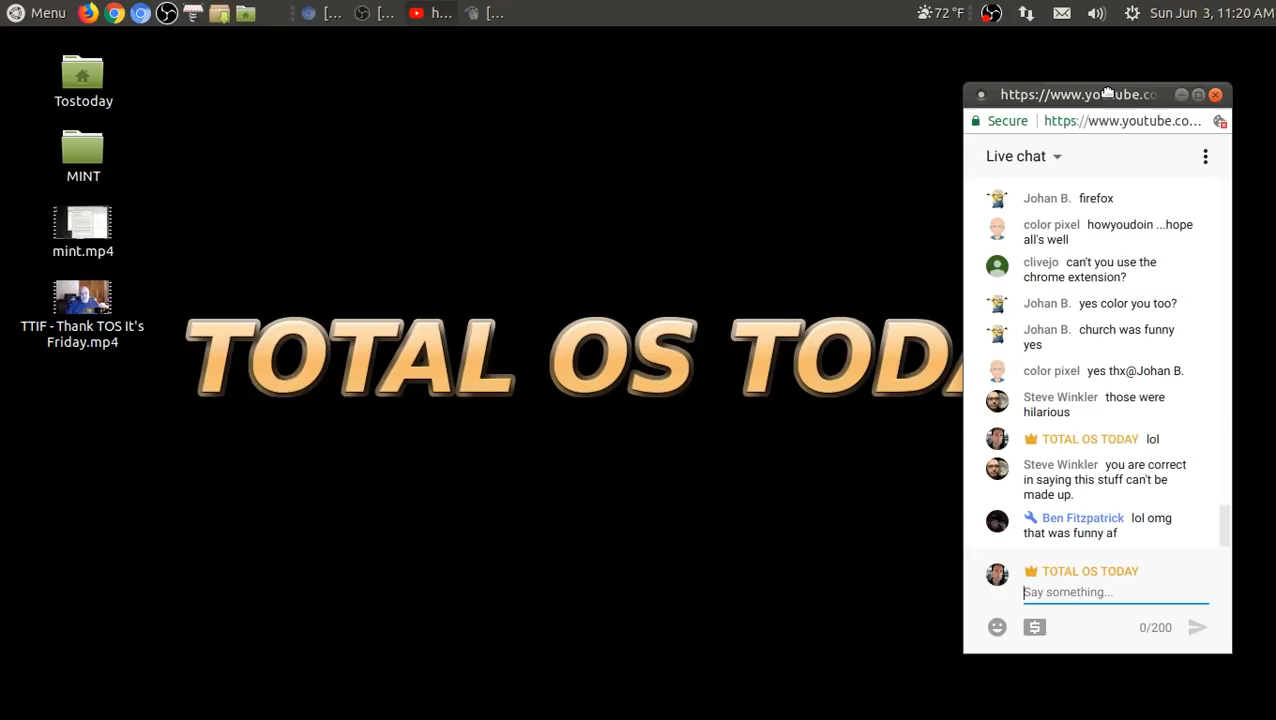 Menu [... [... h... [... 72 °F Sun Jun 3, 11:20 AM
Tostoday
MINT
mint.mp4
TTIF - Thank TOS It's
Friday.mp4
TOTAL OS TODA
https://www.youtube.co
Secure https://www.youtube.co...
Live chat
Johan B. firefox
color pixel howyoudoin ...hope
all's well
clivejo can't you use the
chrome extension?
Johan B. yes color you too?
Johan B. church was funny
yes
color pixel yes thx@Johan B.
Steve Winkler those were
hilarious
TOTAL OS TODAY lol
Steve Winkler you are correct
in saying this stuff can't be
made up.
Ben Fitzpatrick lol omg
that was funny af
TOTAL OS TODAY
Say something...
0/200